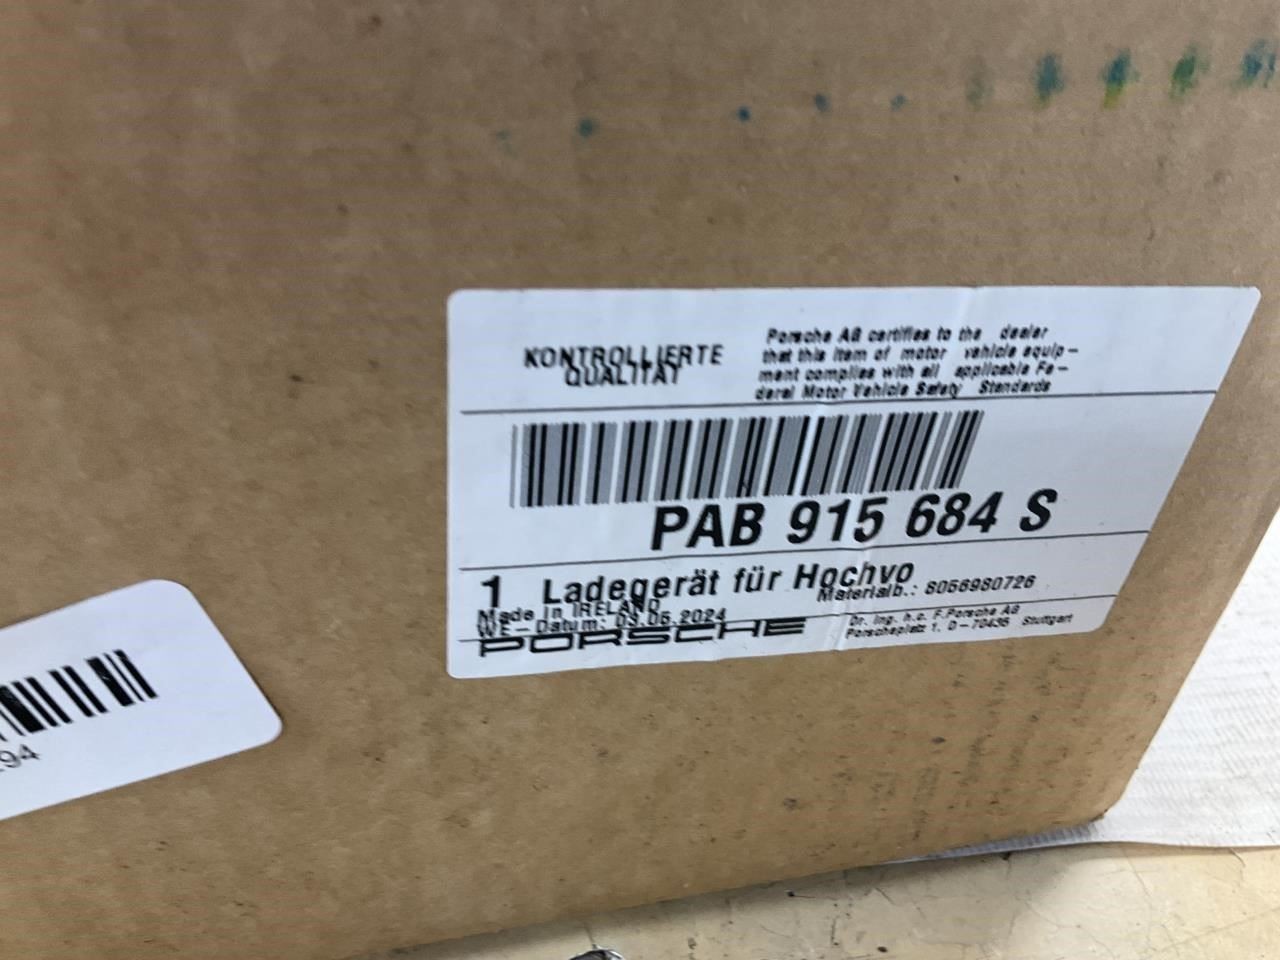 KONTROLLIERTE
QUALITÄT
Porsche AG certifies to the dealer
that this item of motor vehicle equip-
ment complies with all applicable Fe-
deral Motor Vehicle Safety Standards
PAB 915 684 S
1 Ladegerät für Hochvo
Materialb.: 8056980726
Made in IRELAND
WE-Datum: 03.06.2024
PORSCHE
Dr. Ing. h.c. F.Porsche AG
Porscheplatz 1, D-70435 Stuttgart
94